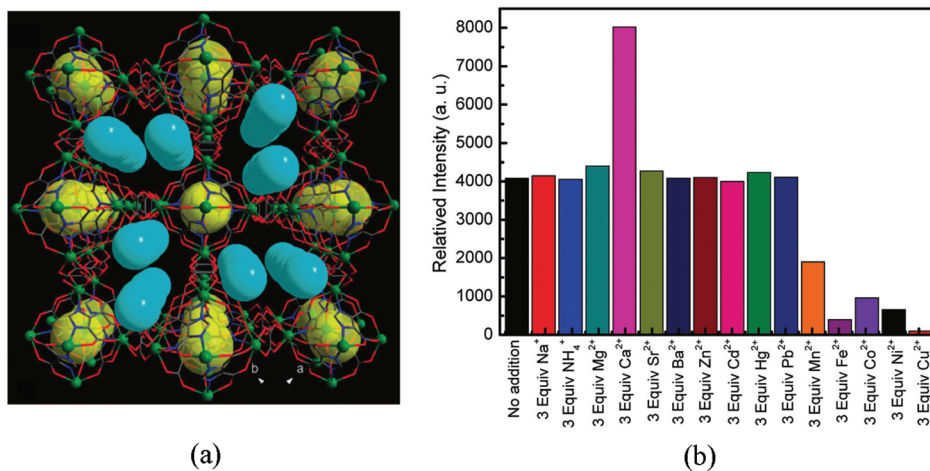 b a
(a)
Relatived Intensity (a. u.)
8000
7000
6000
5000
4000
3000
2000
1000
0
No addition
3 Equiv Na⁺
3 Equiv NH₄⁺
3 Equiv Mg²⁺
3 Equiv Ca²⁺
3 Equiv Sr²⁺
3 Equiv Ba²⁺
3 Equiv Zn²⁺
3 Equiv Cd²⁺
3 Equiv Hg²⁺
3 Equiv Pb²⁺
3 Equiv Mn²⁺
3 Equiv Fe²⁺
3 Equiv Co²⁺
3 Equiv Ni²⁺
3 Equiv Cu²⁺
(b)